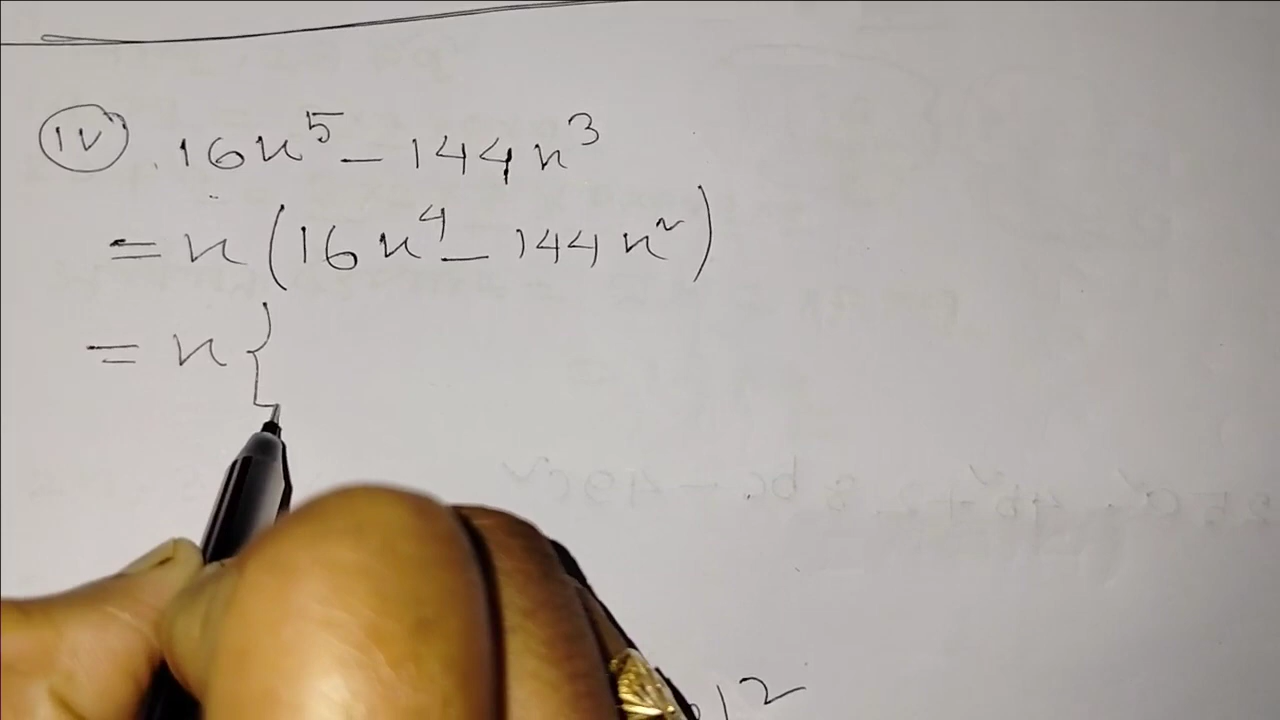 (iv) 16x⁵ - 144x³
= x(16x⁴ - 144x²)
= x{